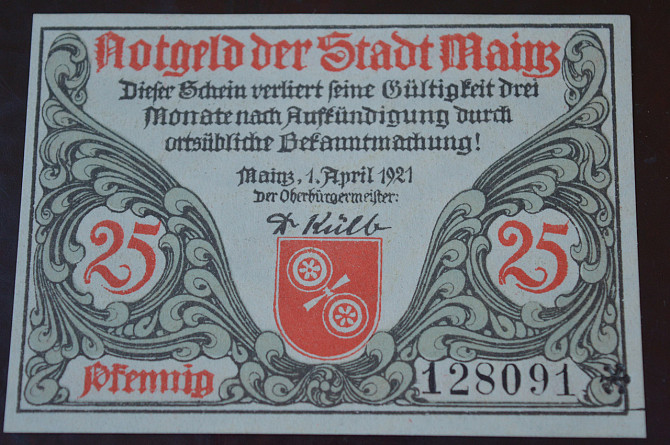 Notgeld der Stadt Mainz
Dieser Schein verliert seine Gültigkeit drei
Monate nach Aufkündigung durch
ortsübliche Bekanntmachung!
Mainz, 1. April 1921
Der Oberbürgermeister:
Dr Külb
25
25
Pfennig
128091